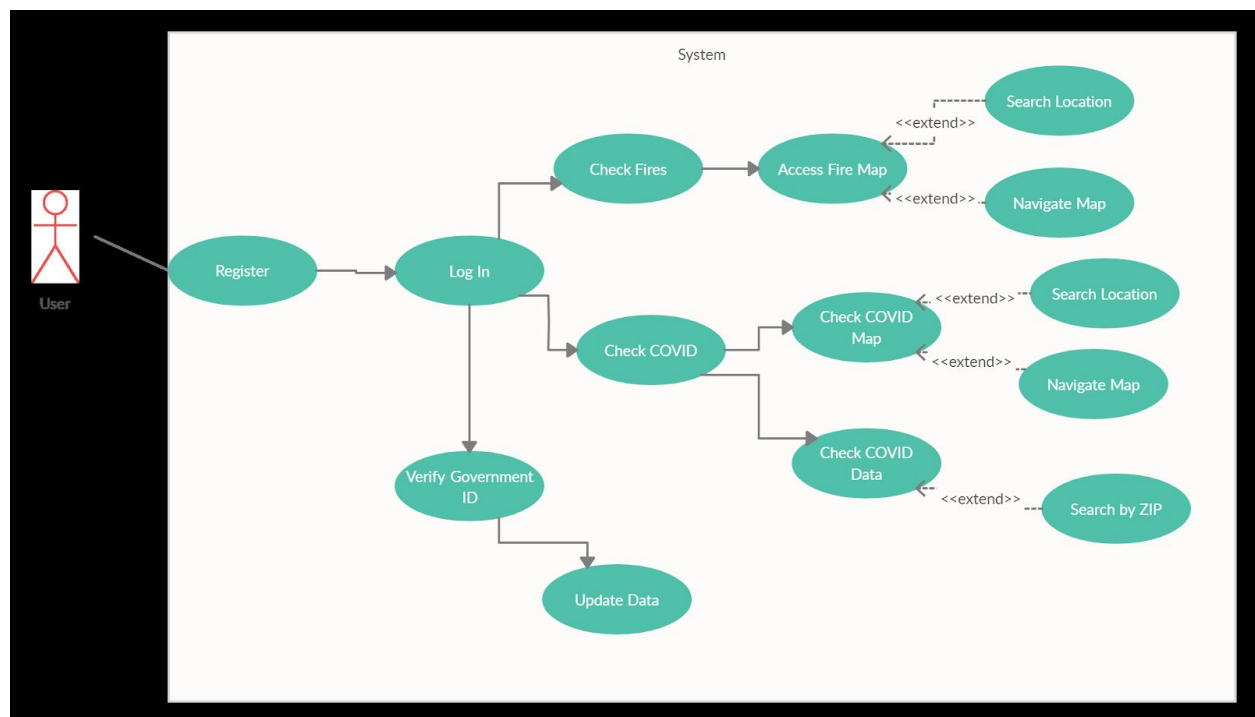 System
Search Location
<<extend>>
Check Fires
Access Fire Map
<<extend>>
Navigate Map
User
Register
Log In
Search Location
<<extend>>
Check COVID
Map
Check COVID
<<extend>>
Navigate Map
Check COVID
Data
Verify Government
ID
<<extend>>
Search by ZIP
Update Data